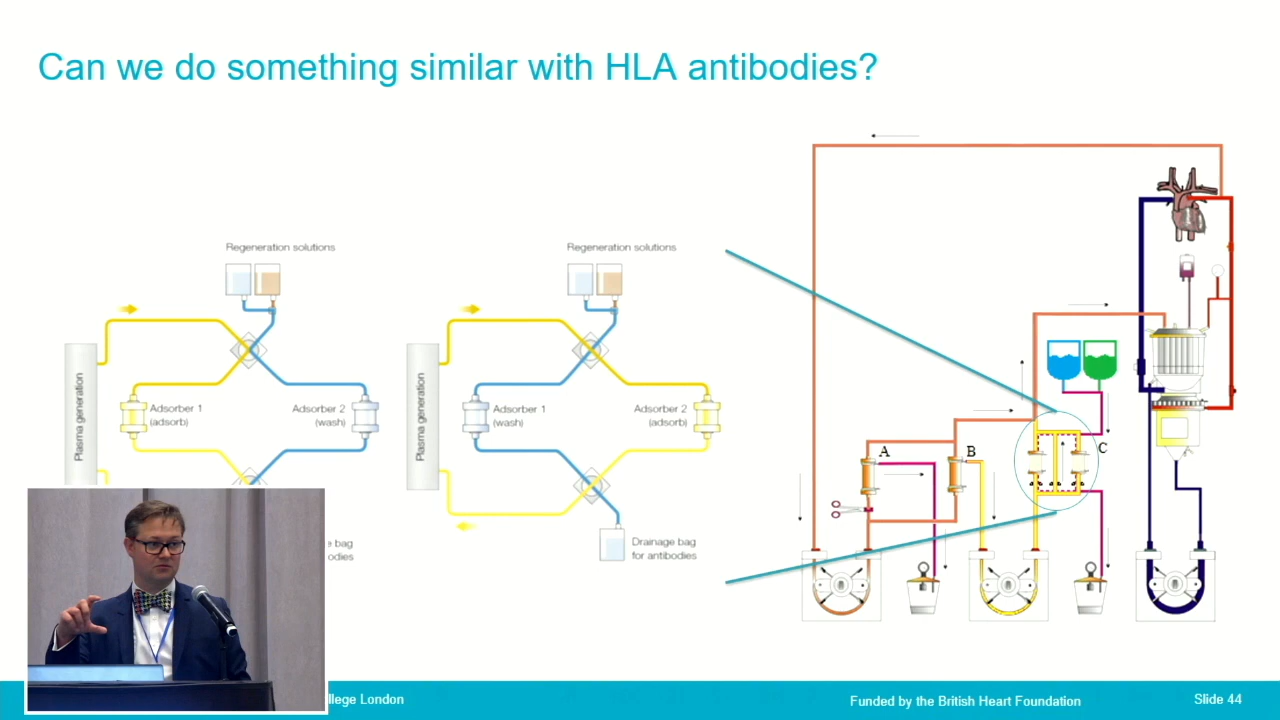 Can we do something similar with HLA antibodies?
Regeneration solutions
Plasma generation
Adsorber 1
(adsorb)
Adsorber 2
(wash)
bag
Regeneration solutions
Plasma generation
Adsorber 1
(wash)
Adsorber 2
(adsorb)
Drainage bag
for antibodies
A
B
C
London
Funded by the British Heart Foundation
Slide 44